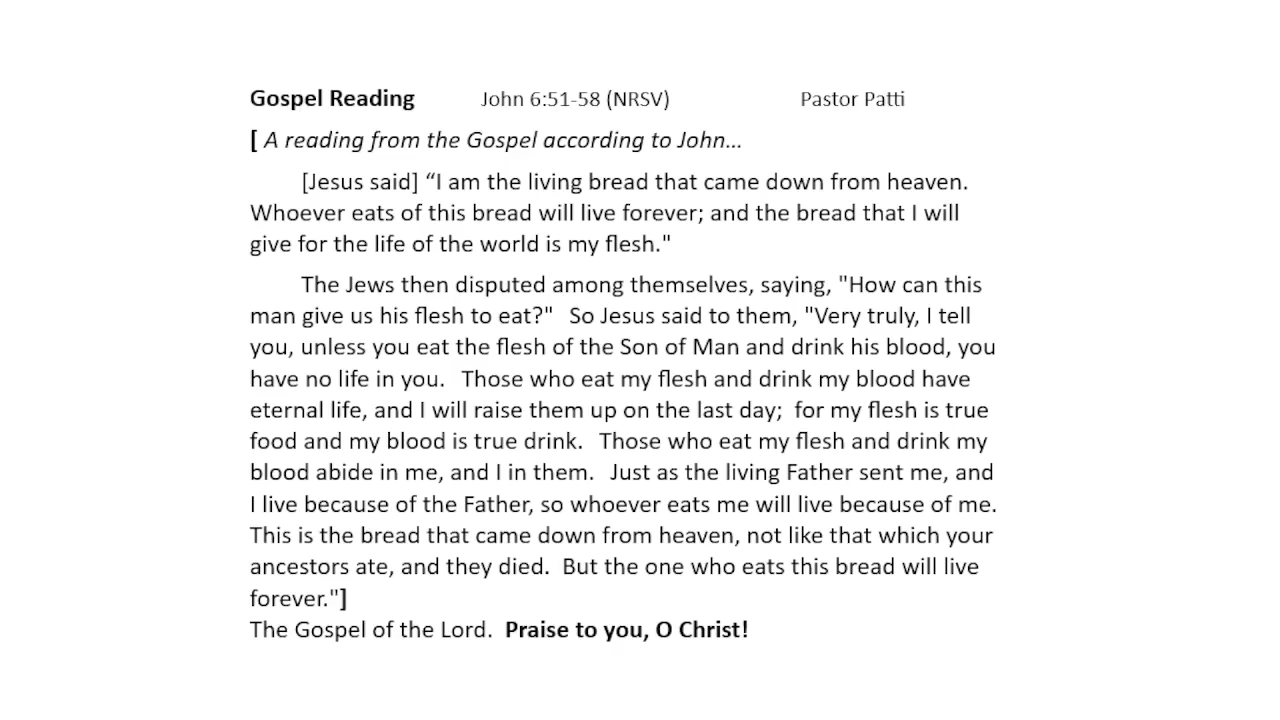 Gospel Reading John 6:51-58 (NRSV) Pastor Patti
[ A reading from the Gospel according to John...
[Jesus said] “I am the living bread that came down from heaven.
Whoever eats of this bread will live forever; and the bread that I will
give for the life of the world is my flesh."
The Jews then disputed among themselves, saying, "How can this
man give us his flesh to eat?" So Jesus said to them, "Very truly, I tell
you, unless you eat the flesh of the Son of Man and drink his blood, you
have no life in you. Those who eat my flesh and drink my blood have
eternal life, and I will raise them up on the last day; for my flesh is true
food and my blood is true drink. Those who eat my flesh and drink my
blood abide in me, and I in them. Just as the living Father sent me, and
I live because of the Father, so whoever eats me will live because of me.
This is the bread that came down from heaven, not like that which your
ancestors ate, and they died. But the one who eats this bread will live
forever."]
The Gospel of the Lord. Praise to you, O Christ!